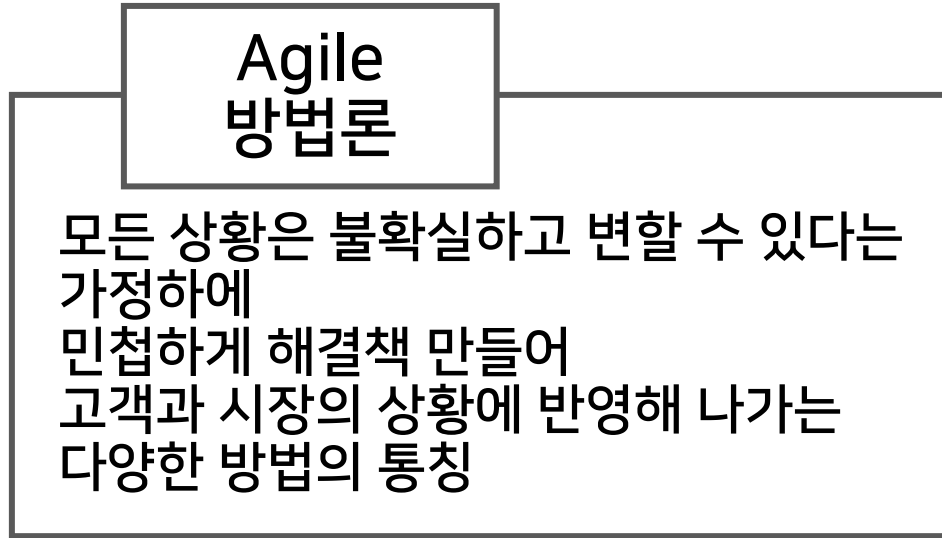 Agile
방법론
모든 상황은 불확실하고 변할 수 있다는
가정하에
민첩하게 해결책 만들어
고객과 시장의 상황에 반영해 나가는
다양한 방법의 통칭